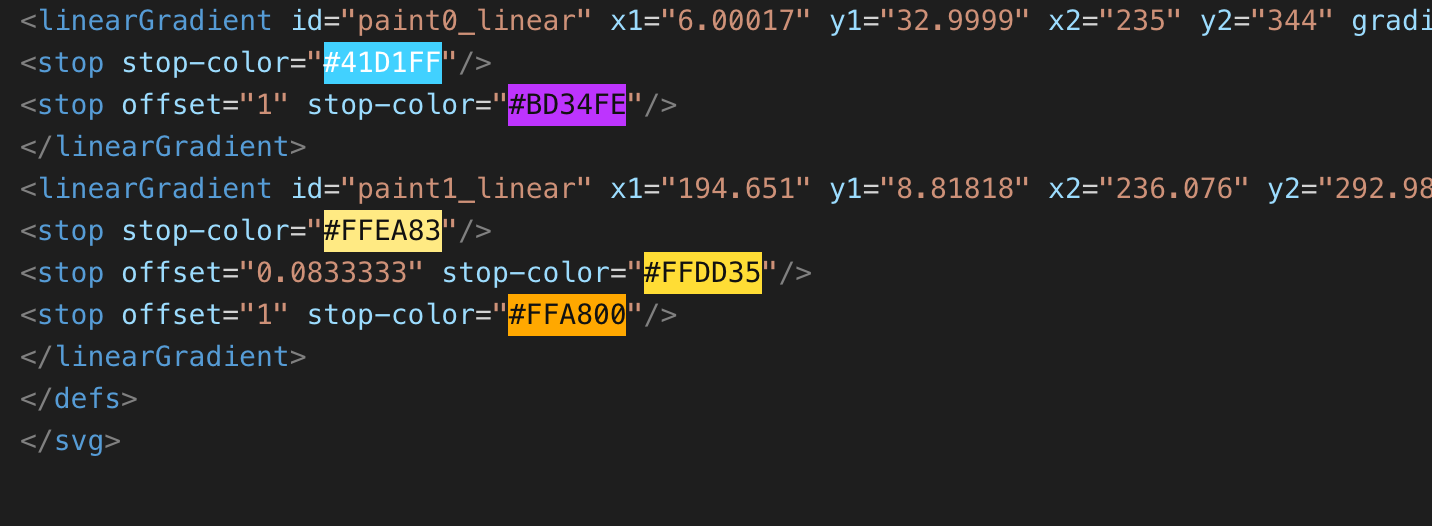 <linearGradient id="paint0_linear" x1="6.00017" y1="32.9999" x2="235" y2="344" gradi
<stop stop-color="#41D1FF"/>
<stop offset="1" stop-color="#BD34FE"/>
</linearGradient>
<linearGradient id="paint1_linear" x1="194.651" y1="8.81818" x2="236.076" y2="292.98
<stop stop-color="#FFEA83"/>
<stop offset="0.0833333" stop-color="#FFDD35"/>
<stop offset="1" stop-color="#FFA800"/>
</linearGradient>
</defs>
</svg>